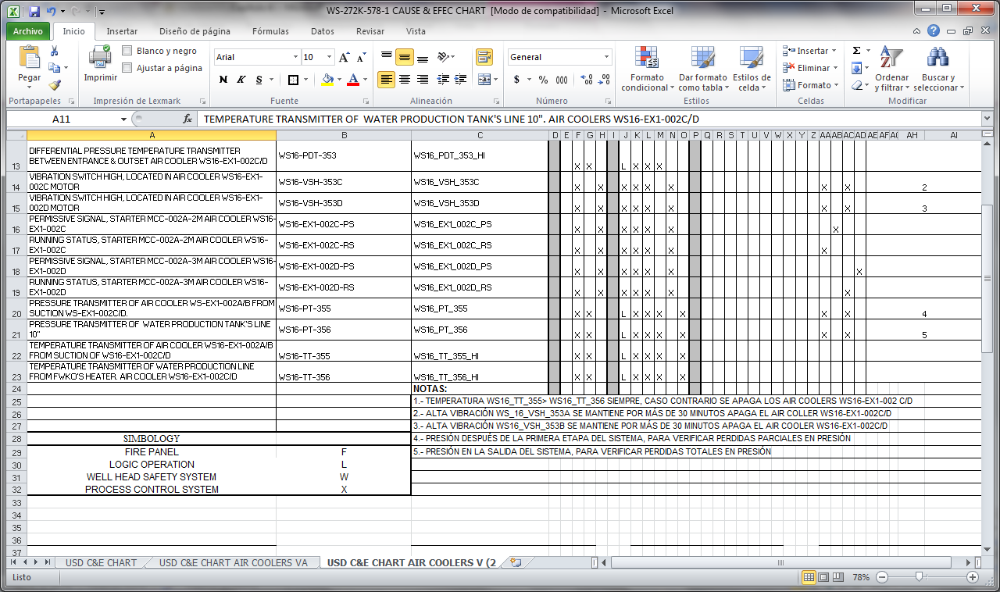 WS-272K-578-1 CAUSE & EFEC CHART [Modo de compatibilidad] - Microsoft Excel
Archivo Inicio Insertar Diseño de página Fórmulas Datos Revisar Vista
Pegar
Portapapeles
Imprimir
Blanco y negro
Ajustar a página
Impresión de Lexmark
Arial 10
N K S
Fuente
Alineación
General
$ % 000
Número
Formato condicional
Dar formato como tabla
Estilos de celda
Estilos
Insertar
Eliminar
Formato
Celdas
Ordenar y filtrar
Buscar y seleccionar
Modificar
A11 fx TEMPERATURE TRANSMITTER OF WATER PRODUCTION TANK'S LINE 10". AIR COOLERS WS16-EX1-002C/D
A B C D E F G H I J K L M N O P Q R S T U V W X Y Z AA AB AC AD AE AF AG AH AI
DIFFERENTIAL PRESSURE TEMPERATURE TRANSMITTER
13 BETWEEN ENTRANCE & OUTSET AIR COOLER WS16-EX1-002C/D WS16-PDT-353 WS16_PDT_353_HI X X L X X X
VIBRATION SWITCH HIGH, LOCATED IN AIR COOLER WS16-EX1-
14 002C MOTOR WS16-VSH-353C WS16_VSH_353C X X X X X X X X 2
VIBRATION SWITCH HIGH, LOCATED IN AIR COOLER WS16-EX1-
15 002D MOTOR WS16-VSH-353D WS16_VSH_353D X X X X X X X X 3
PERMISSIVE SIGNAL, STARTER MCC-002A-2M AIR COOLER WS16-
16 EX1-002C WS16-EX1-002C-PS WS16_EX1_002C_PS X X X X X X X
RUNNING STATUS, STARTER MCC-002A-2M AIR COOLER WS16-
17 EX1-002C WS16-EX1-002C-RS WS16_EX1_002C_RS X X X X X X X
PERMISSIVE SIGNAL, STARTER MCC-002A-3M AIR COOLER WS16-
18 EX1-002D WS16-EX1-002D-PS WS16_EX1_002D_PS X X X X X X X
RUNNING STATUS, STARTER MCC-002A-3M AIR COOLER WS16-
19 EX1-002D WS16-EX1-002D-RS WS16_EX1_002D_RS X X X X X X X
PRESSURE TRANSMITTER OF AIR COOLER WS-EX1-002A/B FROM
20 SUCTION WS-EX1-002C/D. WS16-PT-355 WS16_PT_355 X X L X X X X X X 4
PRESSURE TRANSMITTER OF WATER PRODUCTION TANK'S LINE
21 10" WS16-PT-356 WS16_PT_356 X X L X X X X X X 5
TEMPERATURE TRANSMITTER OF AIR COOLER WS16-EX1-002A/B
22 FROM SUCTION OF WS16-EX1-002C/D WS16-TT-355 WS16_TT_355_HI X X L X X X X
TEMPERATURE TRANSMITTER OF WATER PRODUCTION LINE
23 FROM FWKO'S HEATER. AIR COOLER WS16-EX1-002C/D WS16-TT-356 WS16_TT_356_HI X X L X X X X
24 NOTAS:
25 1.- TEMPERATURA WS16_TT_355> WS16_TT_356 SIEMPRE, CASO CONTRARIO SE APAGA LOS AIR COOLERS WS16-EX1-002 C/D
26 2.- ALTA VIBRACIÓN WS_16_VSH_353A SE MANTIENE POR MÁS DE 30 MINUTOS APAGA EL AIR COLLER WS16-EX1-002C/D
27 3.- ALTA VIBRACIÓN WS16_VSH_353B SE MANTIENE POR MÁS DE 30 MINUTOS APAGA EL AIR COOLER WS16-EX1-002C/D
28 SIMBOLOGY 4.- PRESIÓN DESPUÉS DE LA PRIMERA ETAPA DEL SISTEMA, PARA VERIFICAR PERDIDAS PARCIALES EN PRESIÓN
29 FIRE PANEL F 5.- PRESIÓN EN LA SALIDA DEL SISTEMA, PARA VERIFICAR PERDIDAS TOTALES EN PRESIÓN
30 LOGIC OPERATION L
31 WELL HEAD SAFETY SYSTEM W
32 PROCESS CONTROL SYSTEM X
33
34
35
36
37
USD C&E CHART USD C&E CHART AIR COOLERS VA USD C&E CHART AIR COOLERS V (2
Listo 78%